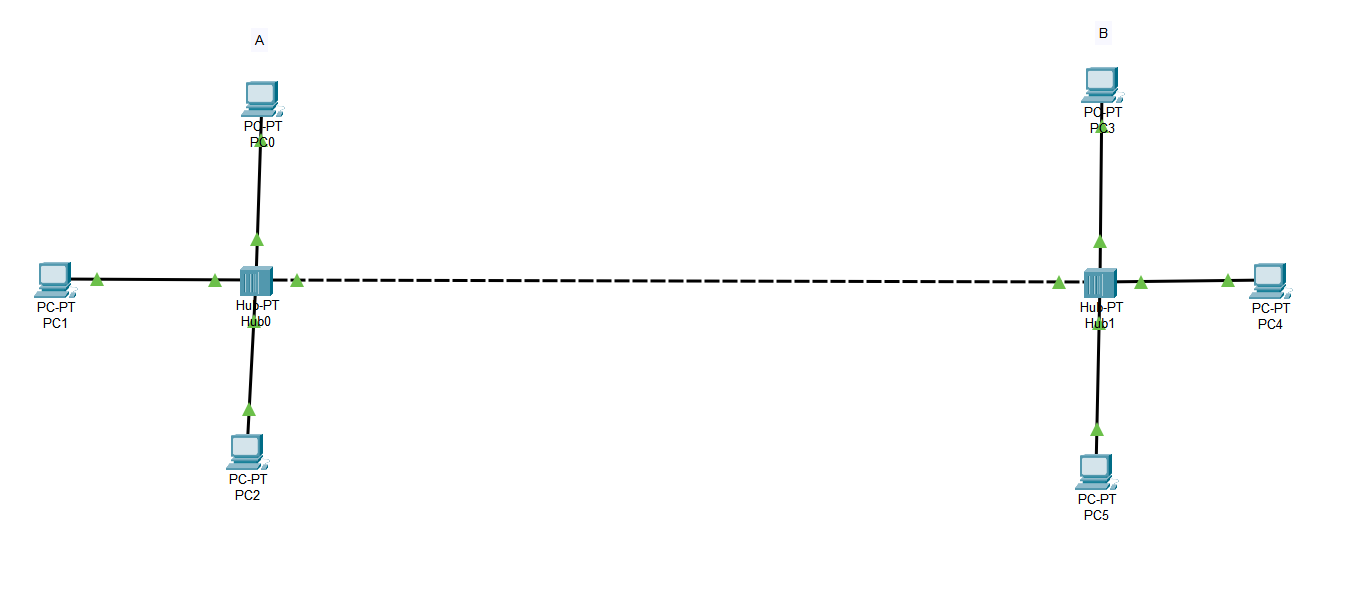 A
B
PC-PT
PC0
PC-PT
PC3
PC-PT
PC1
Hub-PT
Hub0
Hub-PT
Hub1
PC-PT
PC4
PC-PT
PC2
PC-PT
PC5